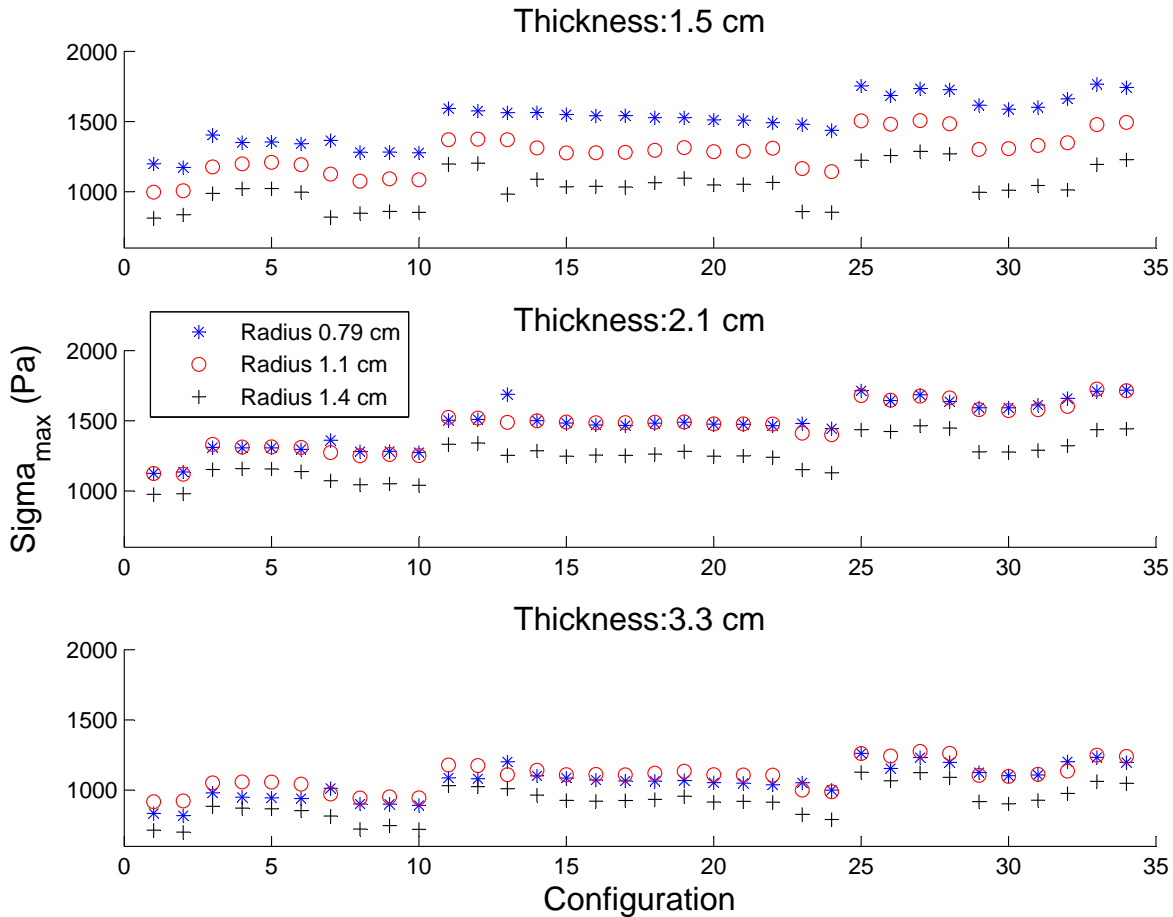 Thickness:1.5 cm
2000
1500
1000
0 5 10 15 20 25 30 35
Thickness:2.1 cm
2000
1500
1000
Radius 0.79 cm
Radius 1.1 cm
Radius 1.4 cm
0 5 10 15 20 25 30 35
Sigma_max (Pa)
Thickness:3.3 cm
2000
1500
1000
0 5 10 15 20 25 30 35
Configuration